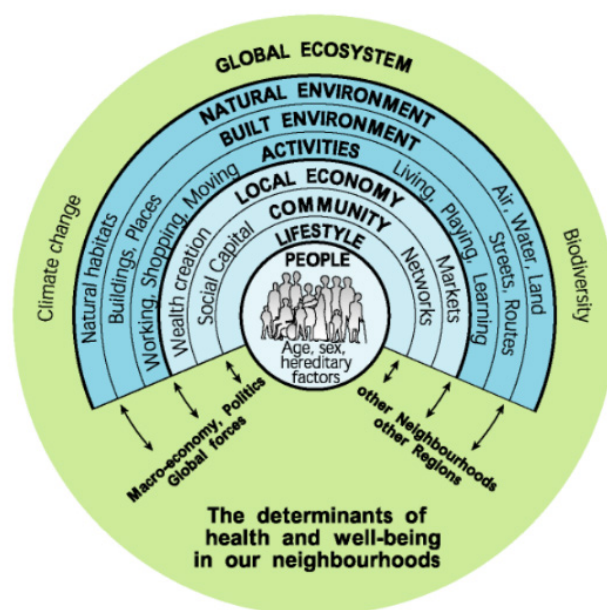 GLOBAL ECOSYSTEM
NATURAL ENVIRONMENT
BUILT ENVIRONMENT
ACTIVITIES
LOCAL ECONOMY
COMMUNITY
LIFESTYLE
PEOPLE
Age, sex,
hereditary
factors
Climate change
Natural habitats
Buildings, Places
Working, Shopping, Moving
Wealth creation
Social Capital
Networks
Markets
Living, Playing, Learning
Streets, Routes
Air, Water, Land
Biodiversity
Macro-economy, Politics
Global forces
other Neighbourhoods
other Regions
The determinants of
health and well-being
in our neighbourhoods